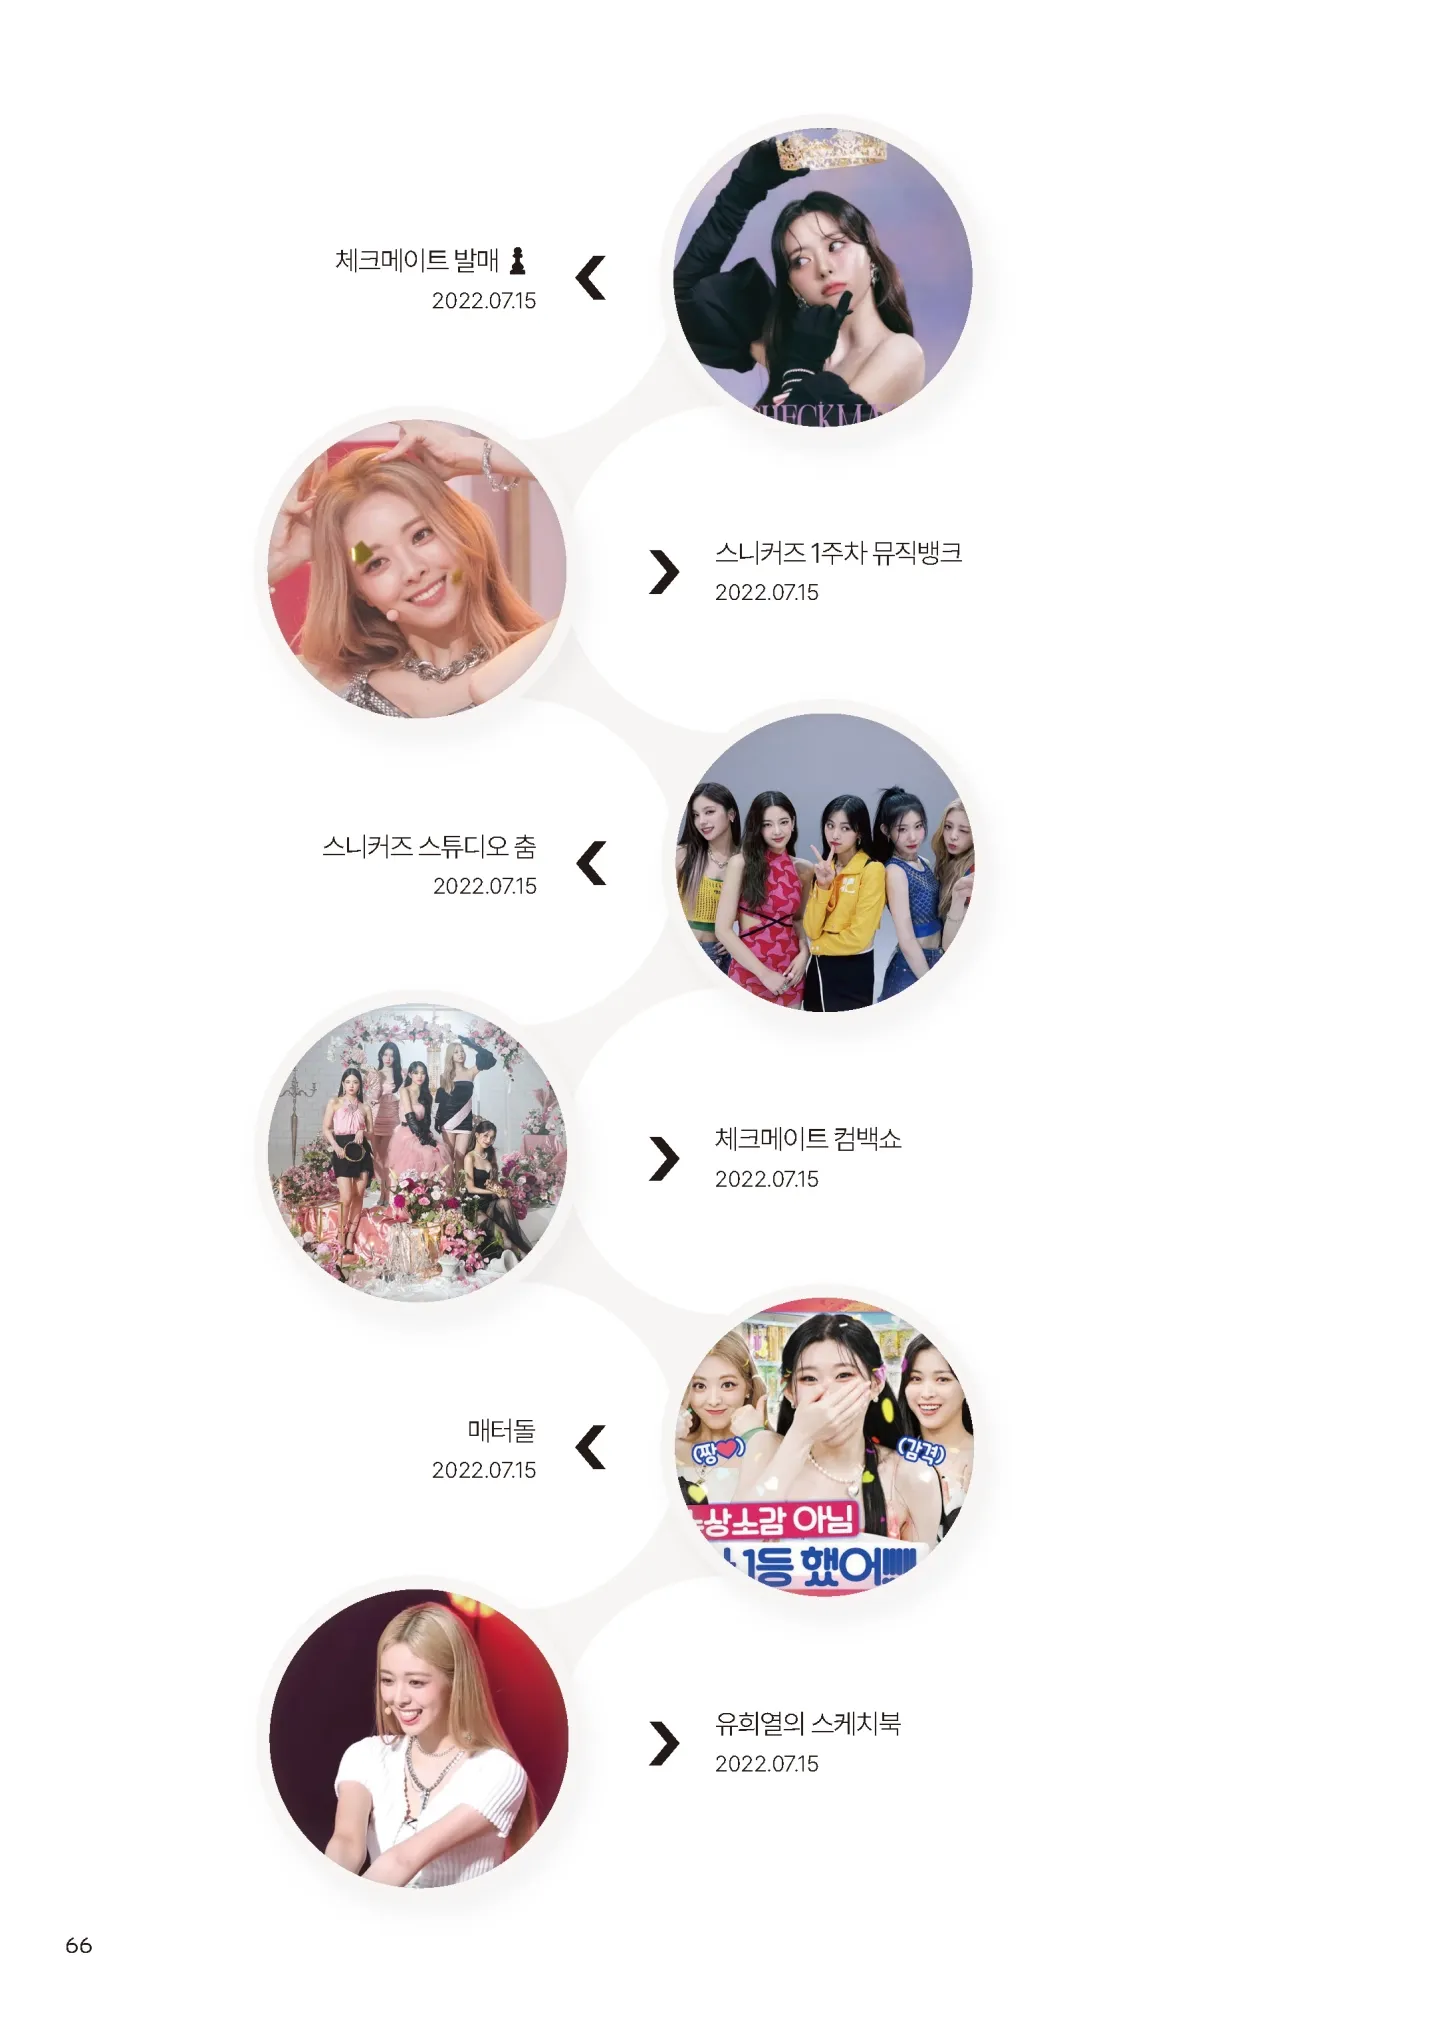 체크메이트 발매 ♟
2022.07.15
CHECKMA
스니커즈 1주차 뮤직뱅크
2022.07.15
스니커즈 스튜디오 춤
2022.07.15
체크메이트 컴백쇼
2022.07.15
매터돌
2022.07.15
(짱♥)
(감격)
상소감 아님
1등 했어!!!!!
유희열의 스케치북
2022.07.15
66